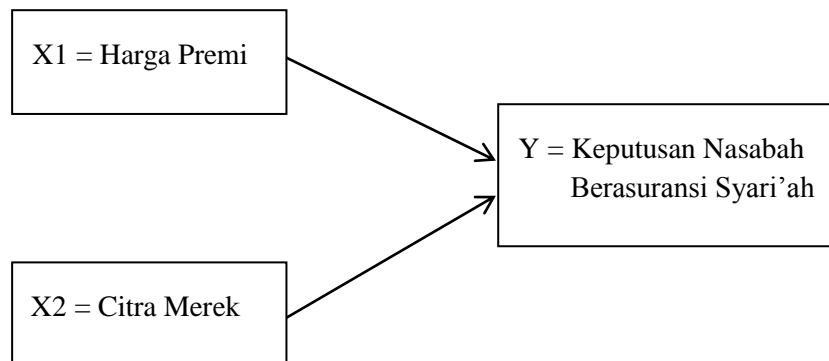 X1 = Harga Premi
Y = Keputusan Nasabah
Berasuransi Syari’ah
X2 = Citra Merek